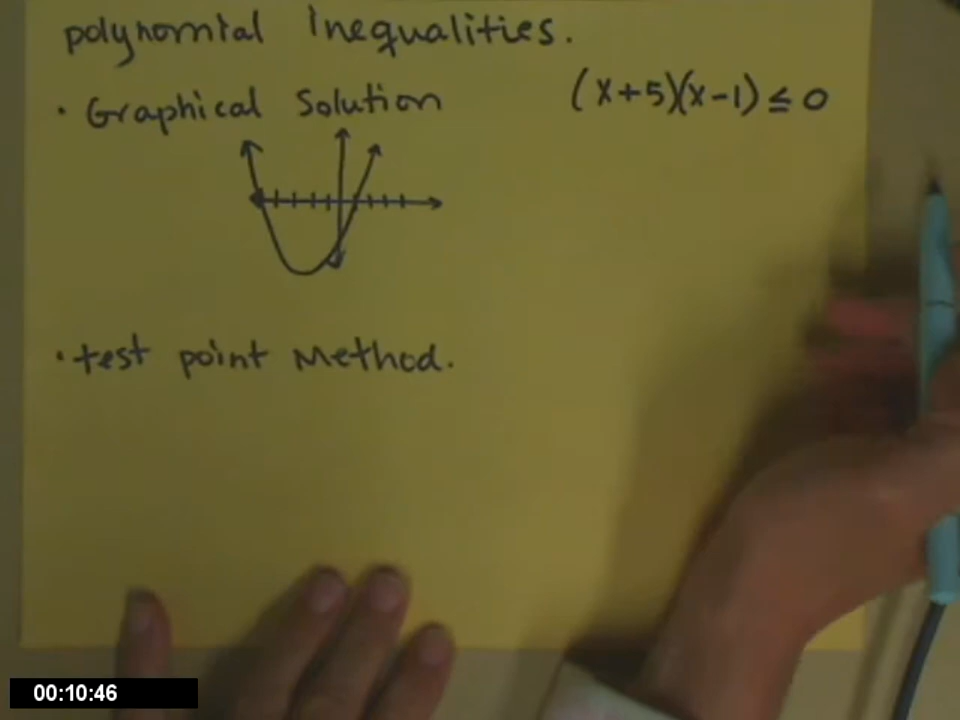 polynomial Inequalities.
• Graphical Solution
(x+5)(x-1) ≤ 0
• test point Method.
00:10:46